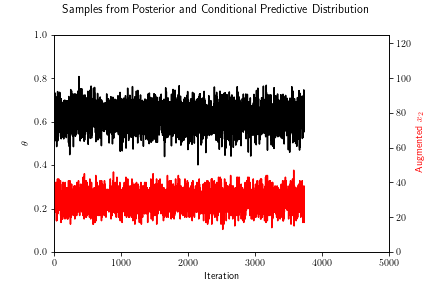 Samples from Posterior and Conditional Predictive Distribution
1.0
0.8
0.6
0.4
0.2
0.0
θ
120
100
80
60
40
20
0
Augmented x₂
0 1000 2000 3000 4000 5000
Iteration